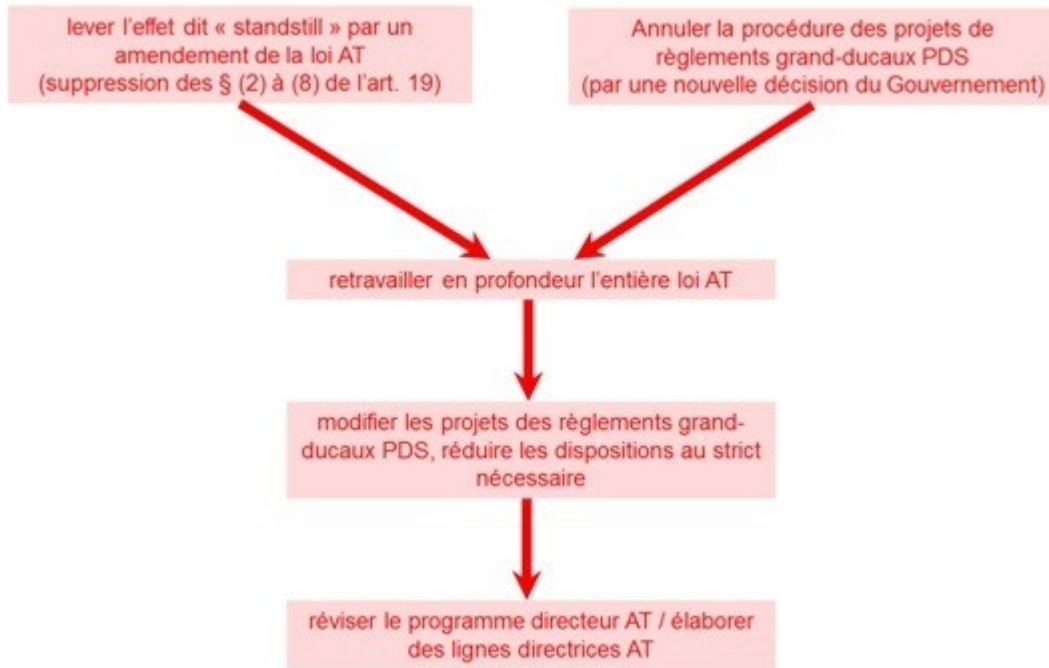 lever l'effet dit « standstill » par un
amendement de la loi AT
(suppression des § (2) à (8) de l'art. 19)
Annuler la procédure des projets de
règlements grand-ducaux PDS
(par une nouvelle décision du Gouvernement)
retravailler en profondeur l'entière loi AT
modifier les projets des règlements grand-
ducaux PDS, réduire les dispositions au strict
nécessaire
réviser le programme directeur AT / élaborer
des lignes directrices AT